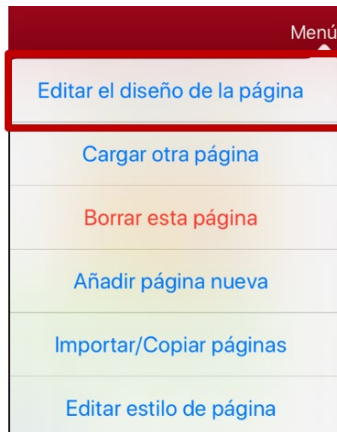 Menú
Editar el diseño de la página
Cargar otra página
Borrar esta página
Añadir página nueva
Importar/Copiar páginas
Editar estilo de página